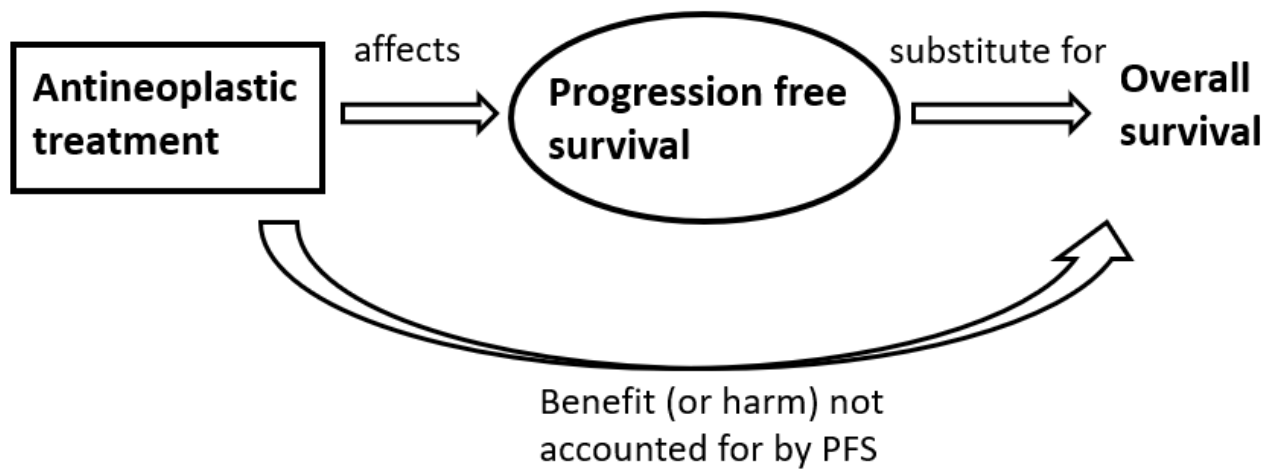 Antineoplastic
treatment
affects
Progression free
survival
substitute for
Overall
survival
Benefit (or harm) not
accounted for by PFS